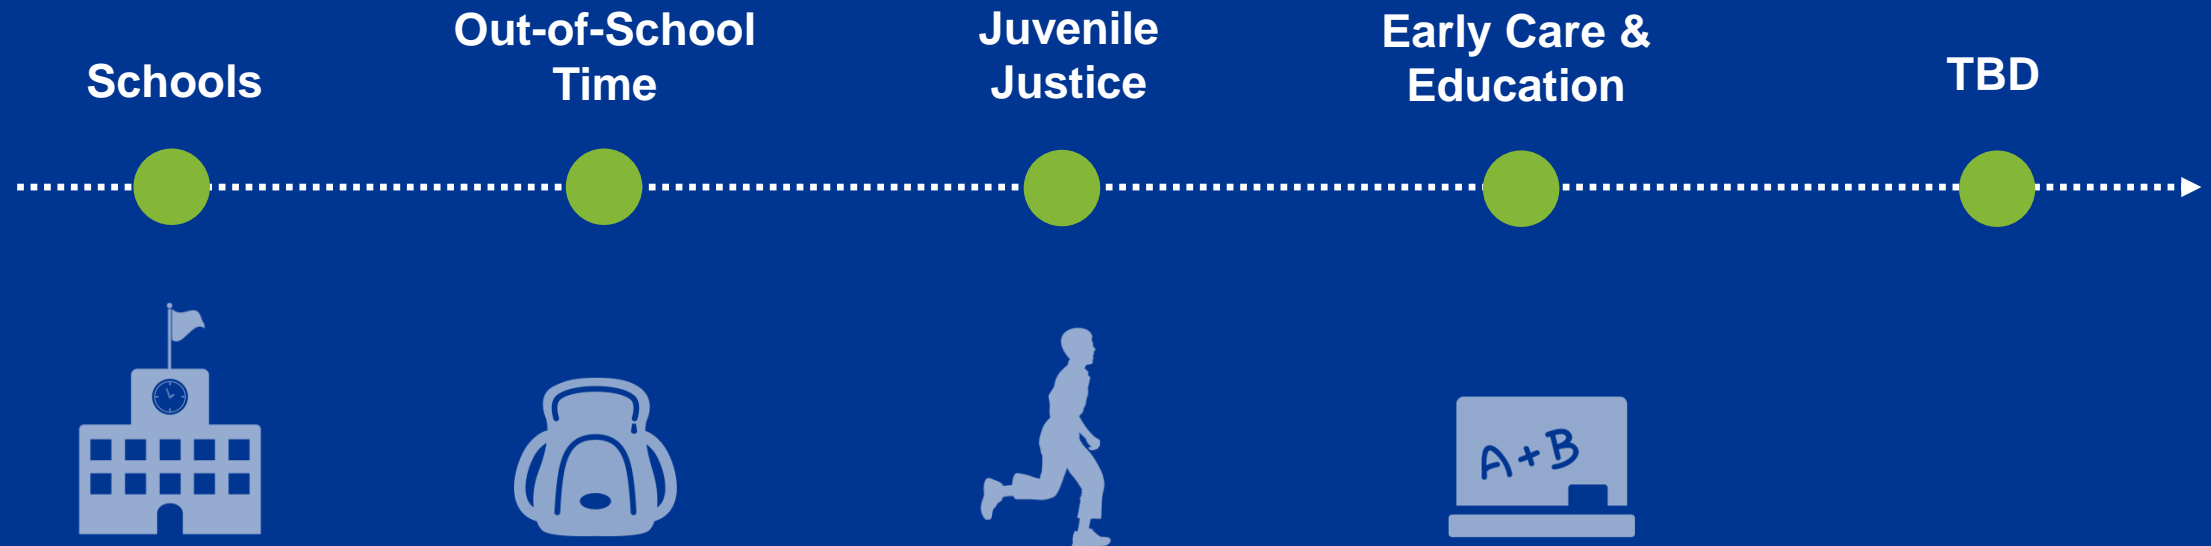 Schools
Out-of-School
Time
Juvenile
Justice
Early Care &
Education
TBD
A+B